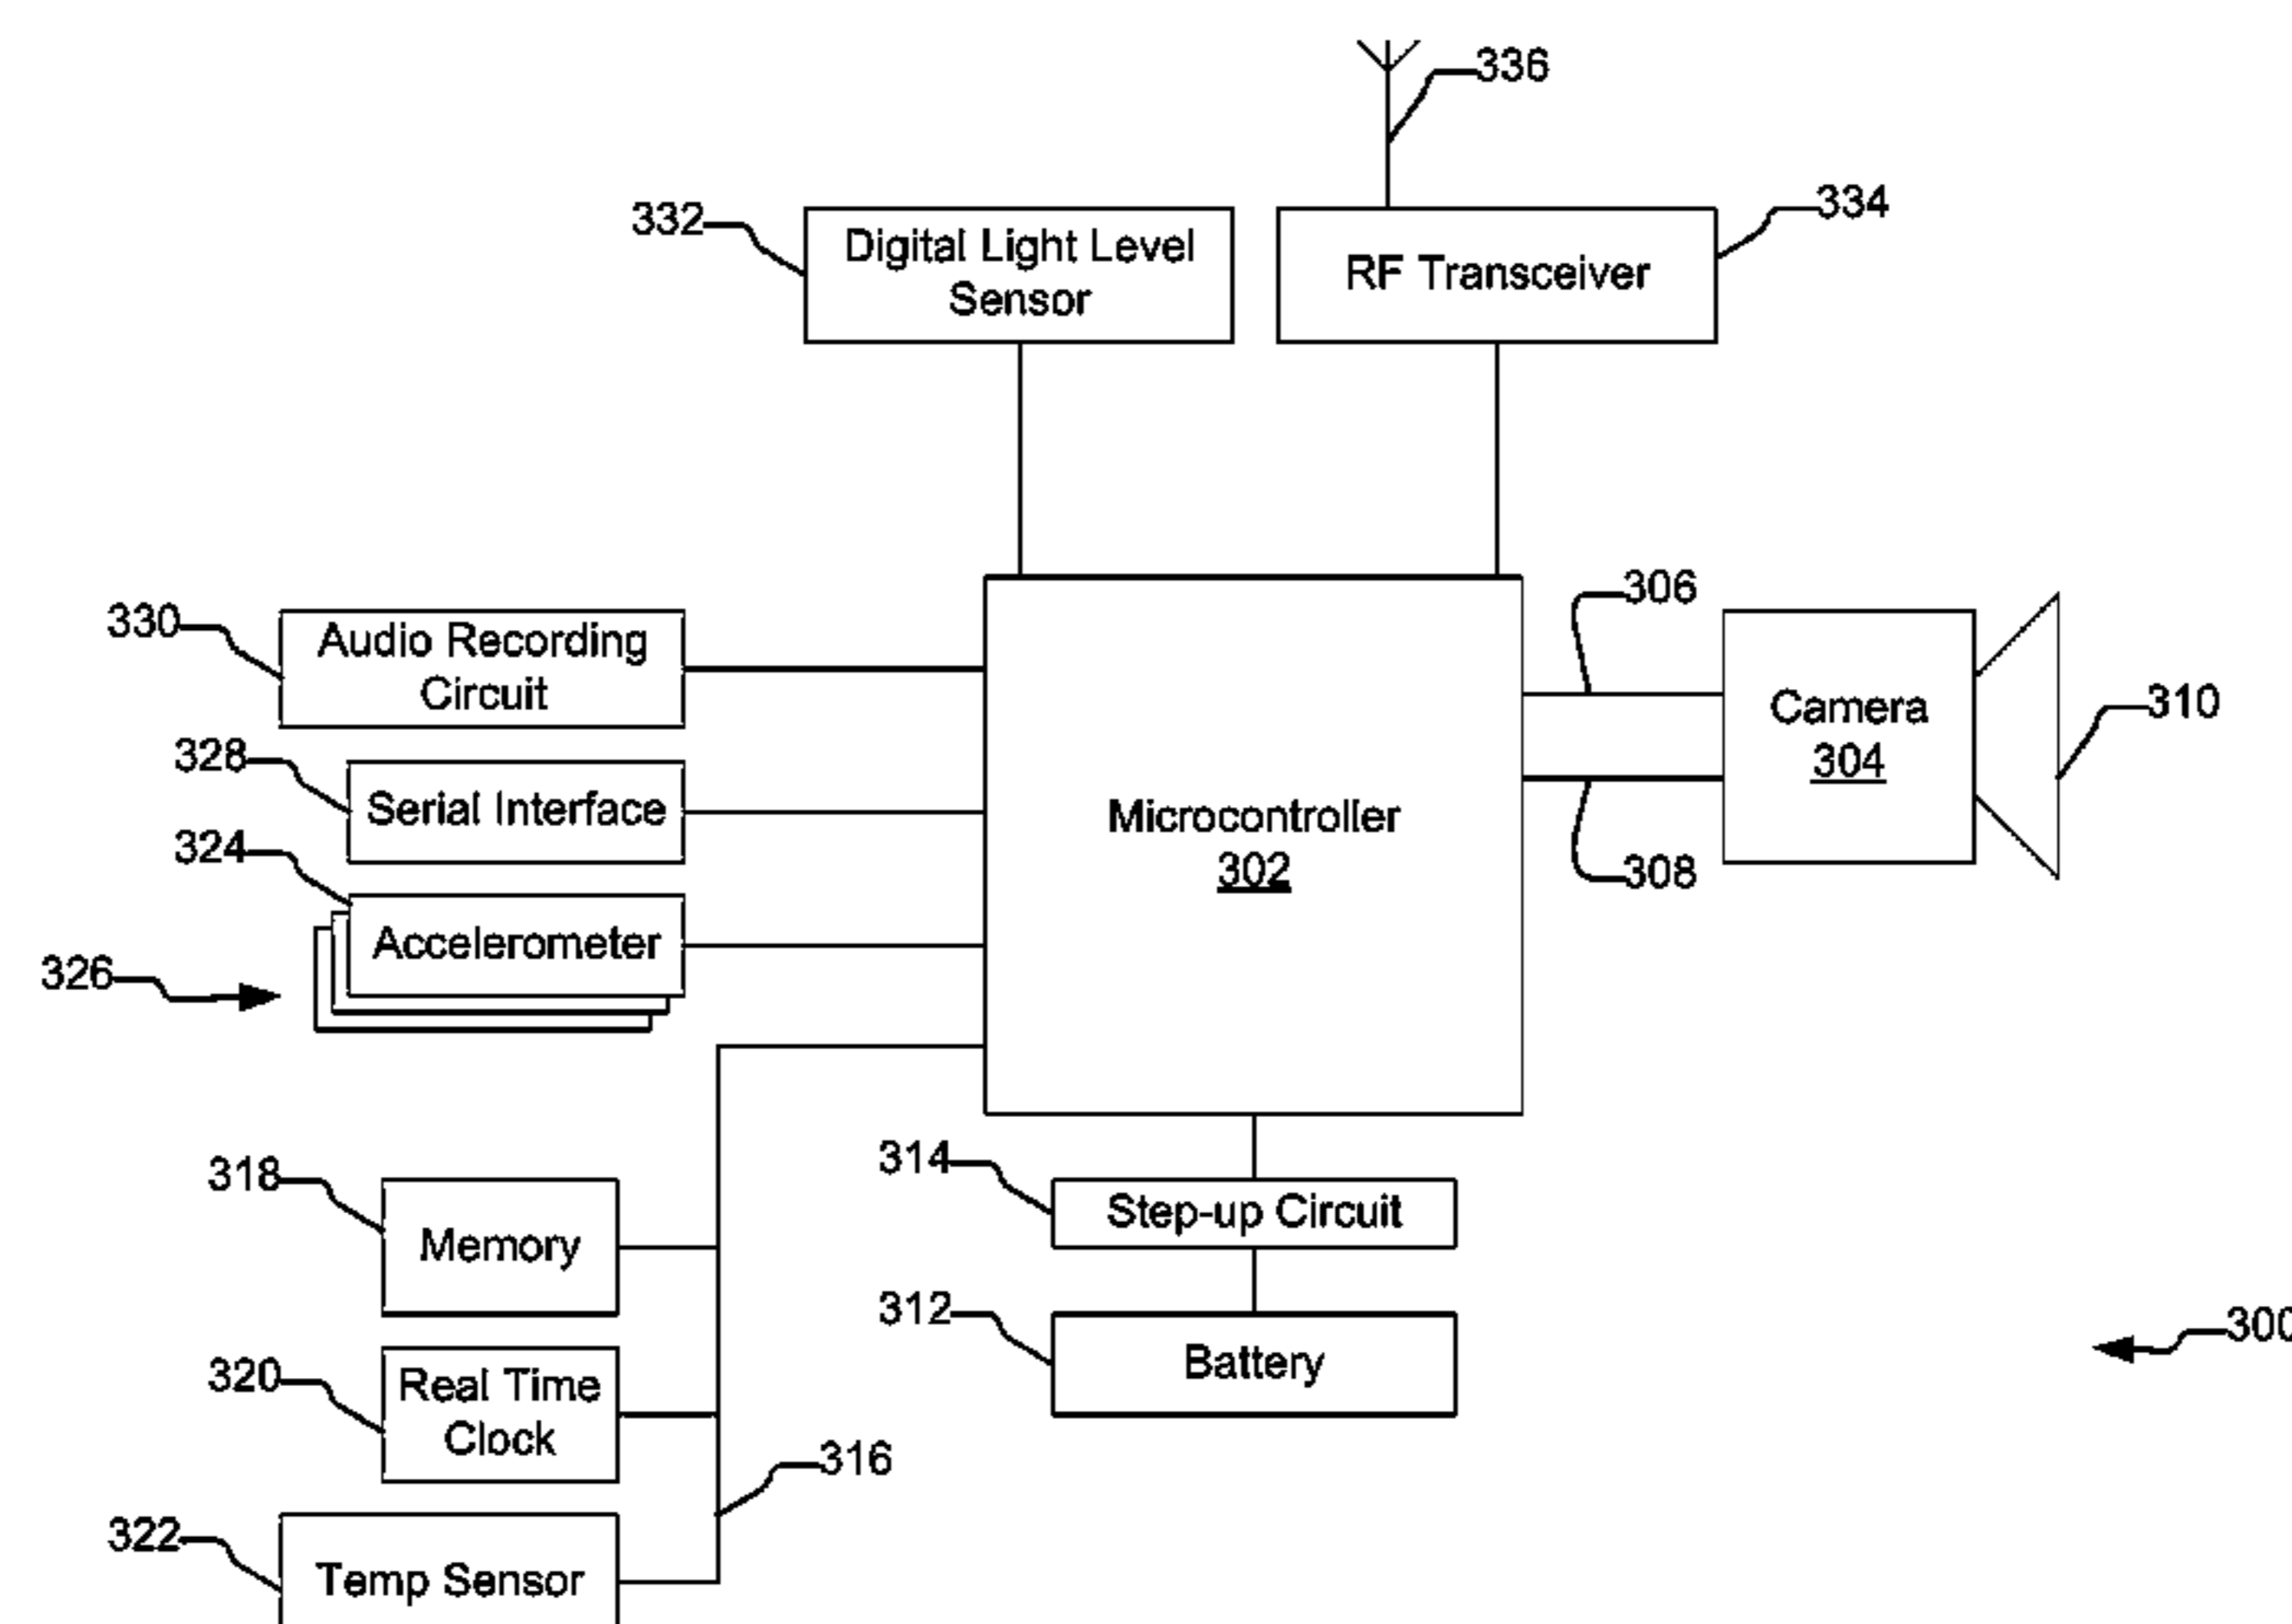 336
334
332
Digital Light Level
Sensor
RF Transceiver
306
330
Audio Recording
Circuit
Camera
304
310
328
Serial Interface
Microcontroller
302
308
324
Accelerometer
326
314
Step-up Circuit
318
Memory
312
Battery
300
320
Real Time
Clock
316
322
Temp Sensor